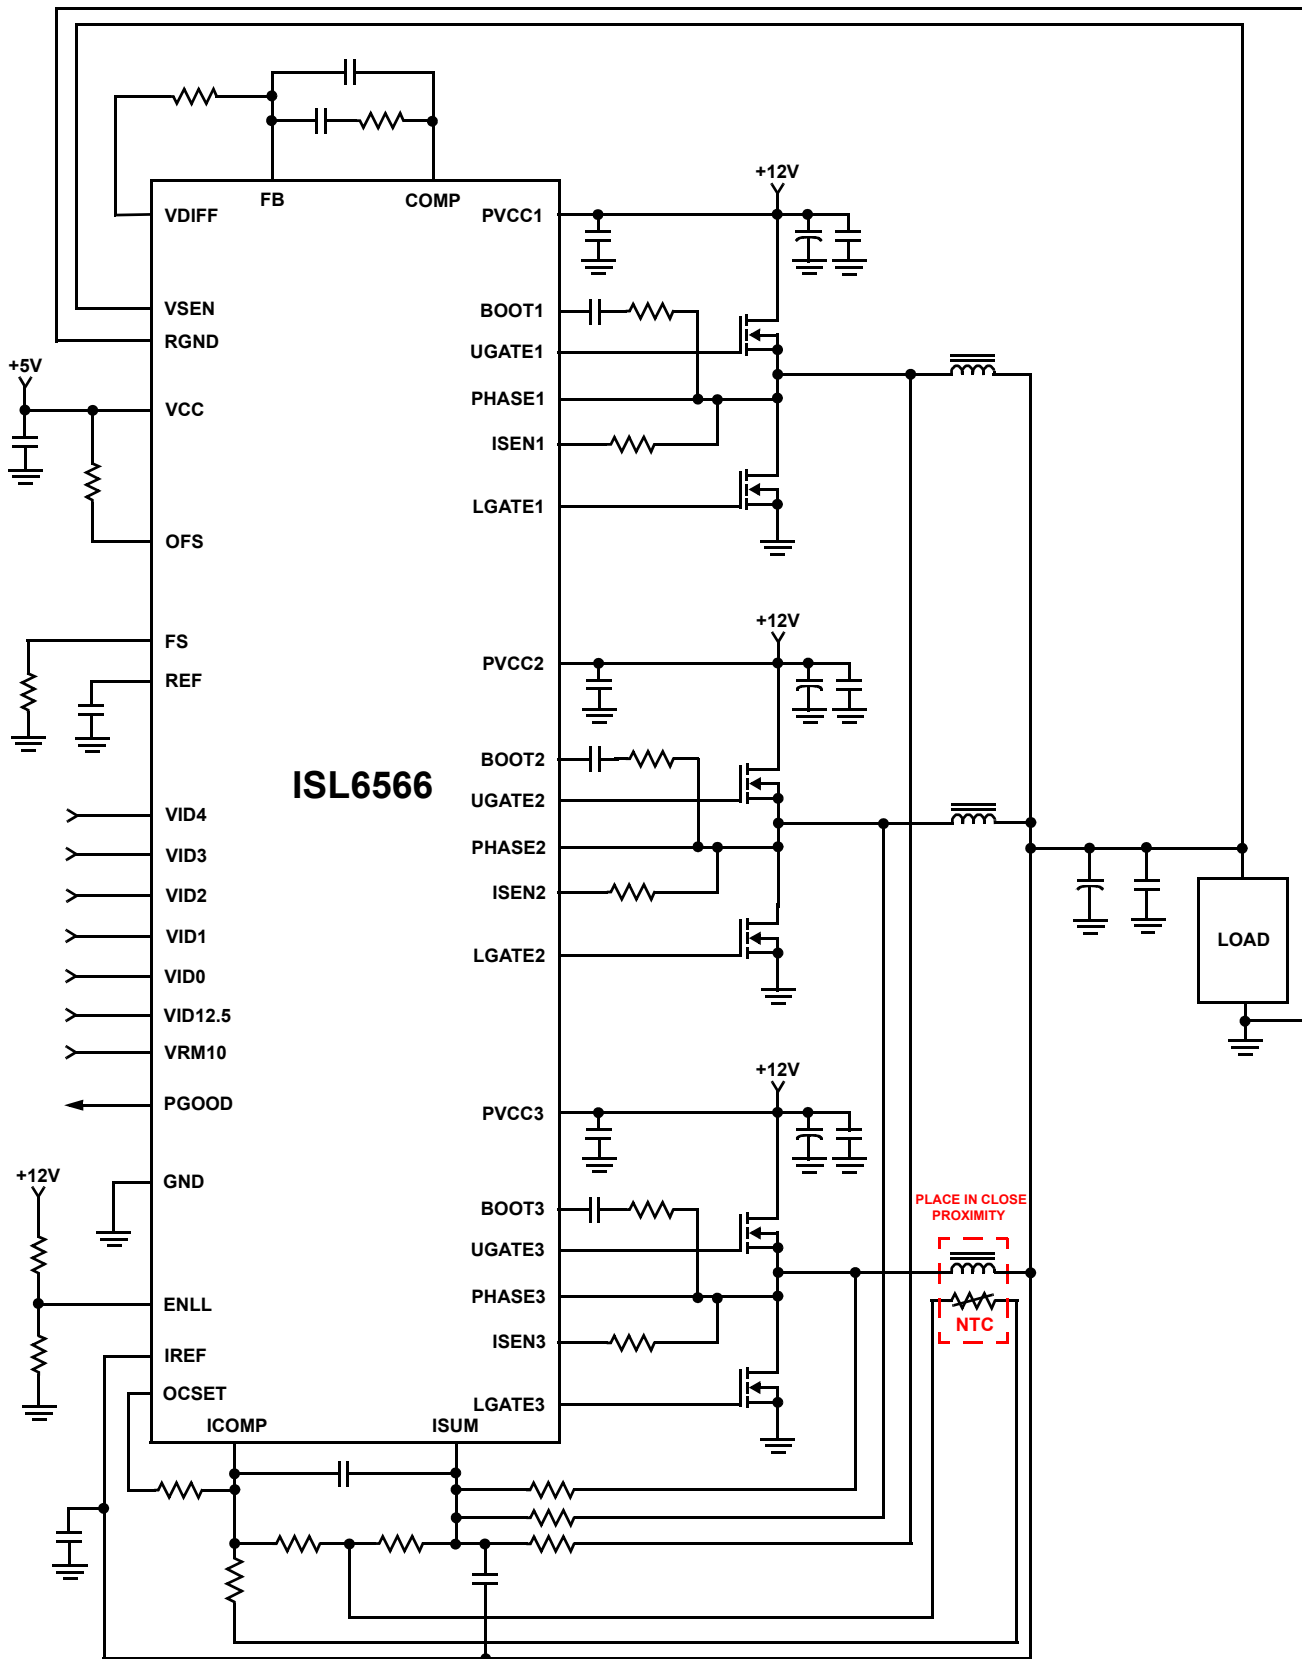 FB
COMP
+12V
VDIFF
PVCC1
VSEN
BOOT1
RGND
UGATE1
+5V
VCC
PHASE1
ISEN1
LGATE1
OFS
+12V
FS
PVCC2
REF
BOOT2
ISL6566
UGATE2
VID4
PHASE2
VID3
ISEN2
VID2
VID1
LGATE2
LOAD
VID0
VID12.5
VRM10
+12V
PGOOD
PVCC3
+12V
GND
BOOT3
PLACE IN CLOSE
PROXIMITY
UGATE3
PHASE3
ENLL
NTC
ISEN3
IREF
OCSET
LGATE3
ICOMP
ISUM